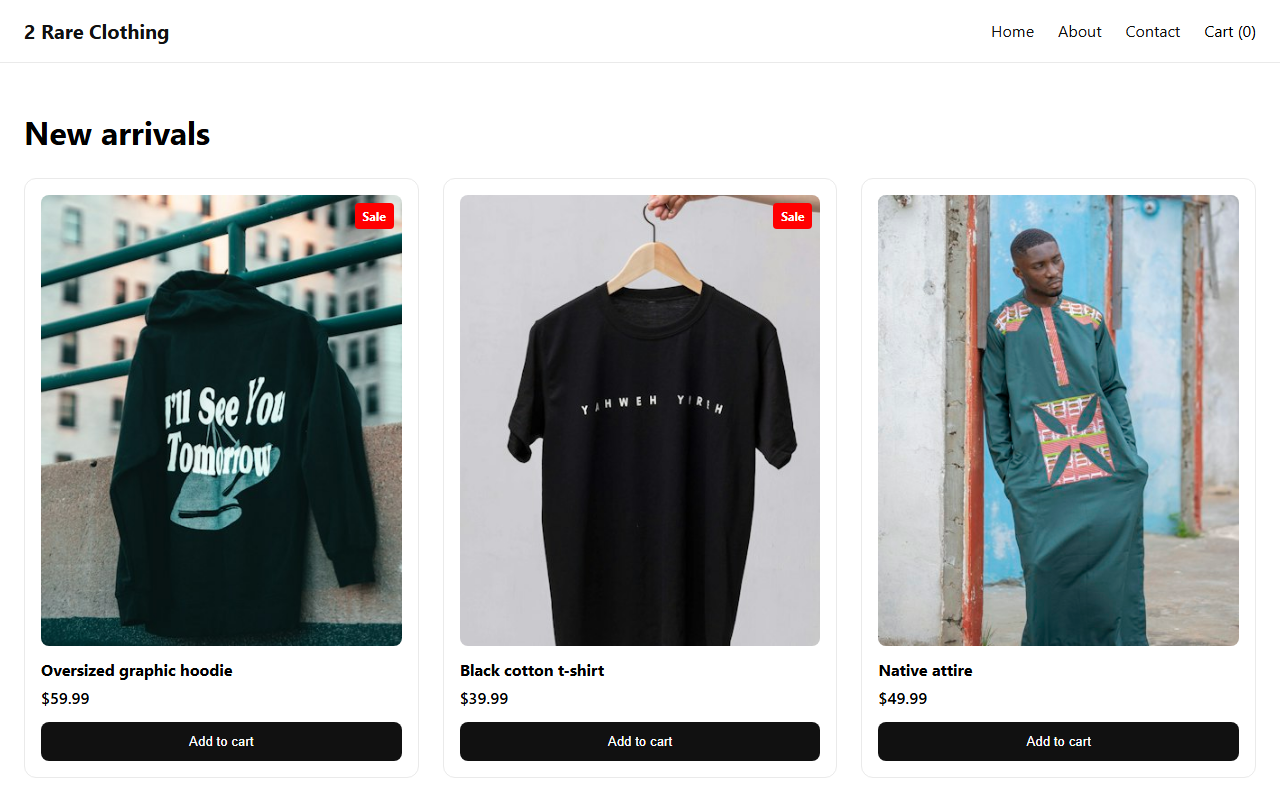 2 Rare Clothing
Home About Contact Cart (0)
New arrivals
Sale
I'll See You
Tomorrow
Sale
YAHWEH YIREH
Oversized graphic hoodie
$59.99
Add to cart
Black cotton t-shirt
$39.99
Add to cart
Native attire
$49.99
Add to cart